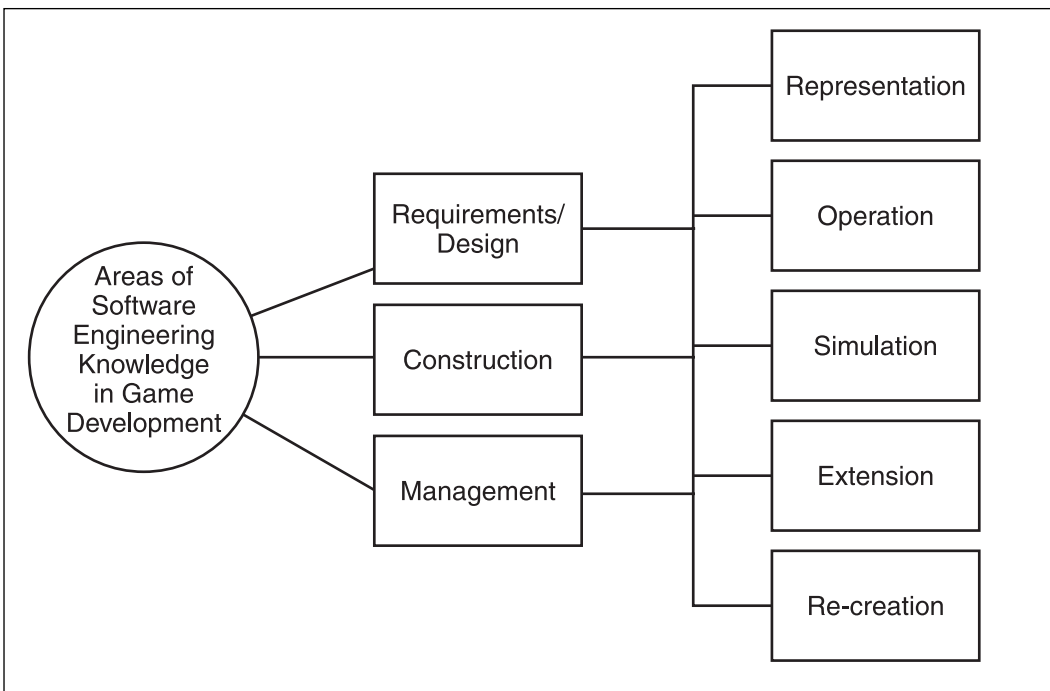 Areas of
Software
Engineering
Knowledge
in Game
Development
Requirements/
Design
Construction
Management
Representation
Operation
Simulation
Extension
Re-creation